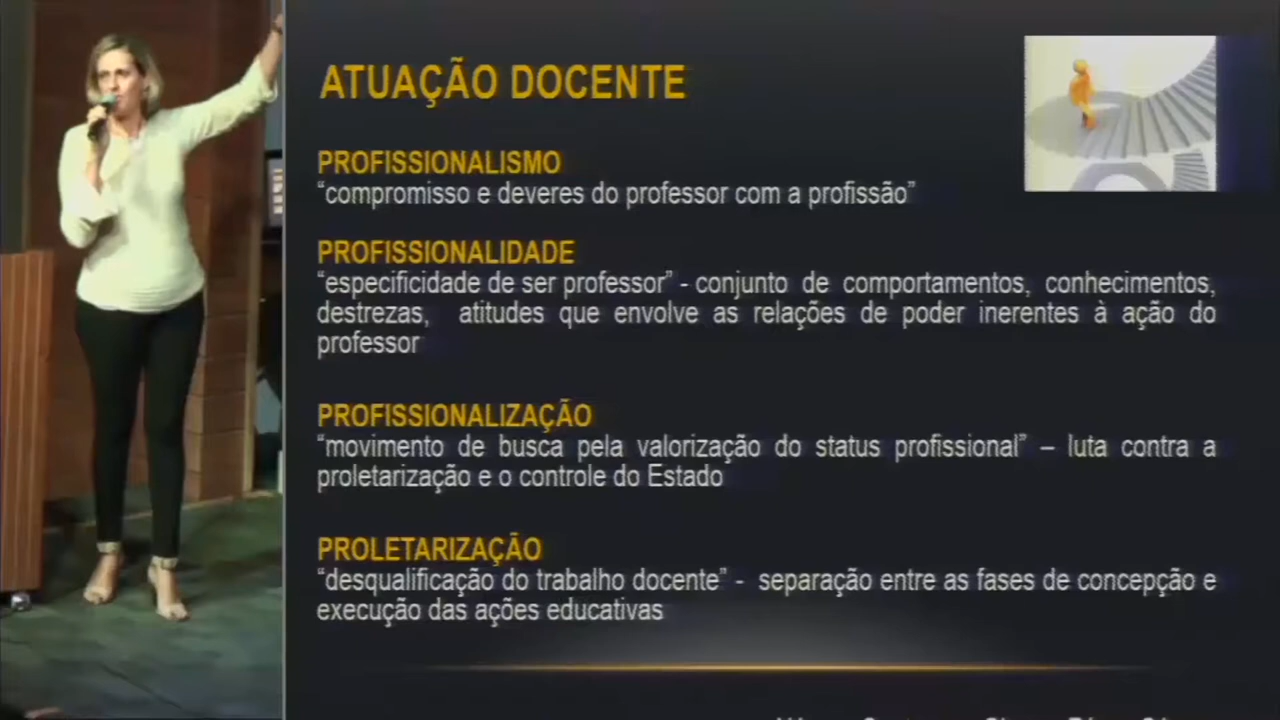 ATUAÇÃO DOCENTE
PROFISSIONALISMO
“compromisso e deveres do professor com a profissão”
PROFISSIONALIDADE
“especificidade de ser professor” - conjunto de comportamentos, conhecimentos,
destrezas, atitudes que envolve as relações de poder inerentes à ação do
professor
PROFISSIONALIZAÇÃO
“movimento de busca pela valorização do status profissional” – luta contra a
proletarização e o controle do Estado
PROLETARIZAÇÃO
“desqualificação do trabalho docente” - separação entre as fases de concepção e
execução das ações educativas